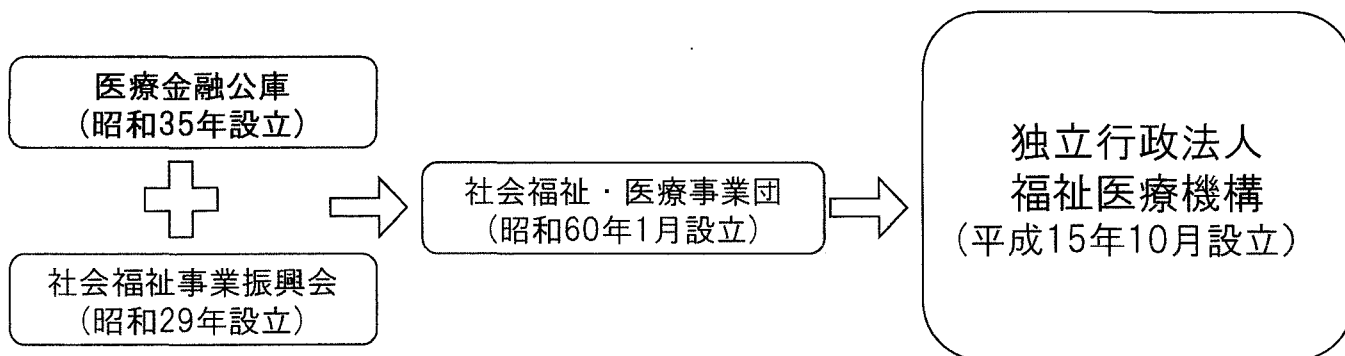 医療金融公庫
(昭和35年設立)
社会福祉事業振興会
(昭和29年設立)
社会福祉・医療事業団
(昭和60年1月設立)
独立行政法人
福祉医療機構
(平成15年10月設立)